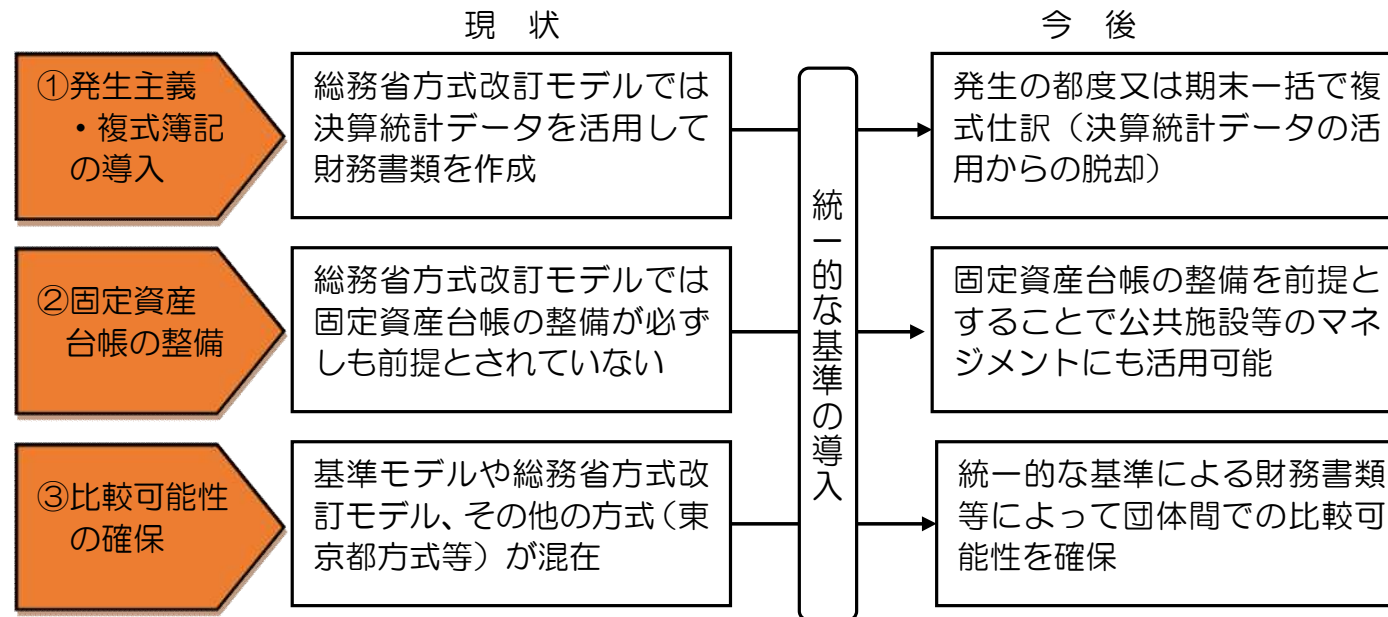 現 状
今 後
①発生主義
・複式簿記
の導入
総務省方式改訂モデルでは
決算統計データを活用して
財務書類を作成
発生の都度又は期末一括で複
式仕訳（決算統計データの活
用からの脱却）
②固定資産
台帳の整備
総務省方式改訂モデルでは
固定資産台帳の整備が必ず
しも前提とされていない
固定資産台帳の整備を前提と
することで公共施設等のマネ
ジメントにも活用可能
③比較可能性
の確保
基準モデルや総務省方式改
訂モデル、その他の方式（東
京都方式等）が混在
統一的な基準による財務書類
等によって団体間での比較可
能性を確保
統一的な基準の導入